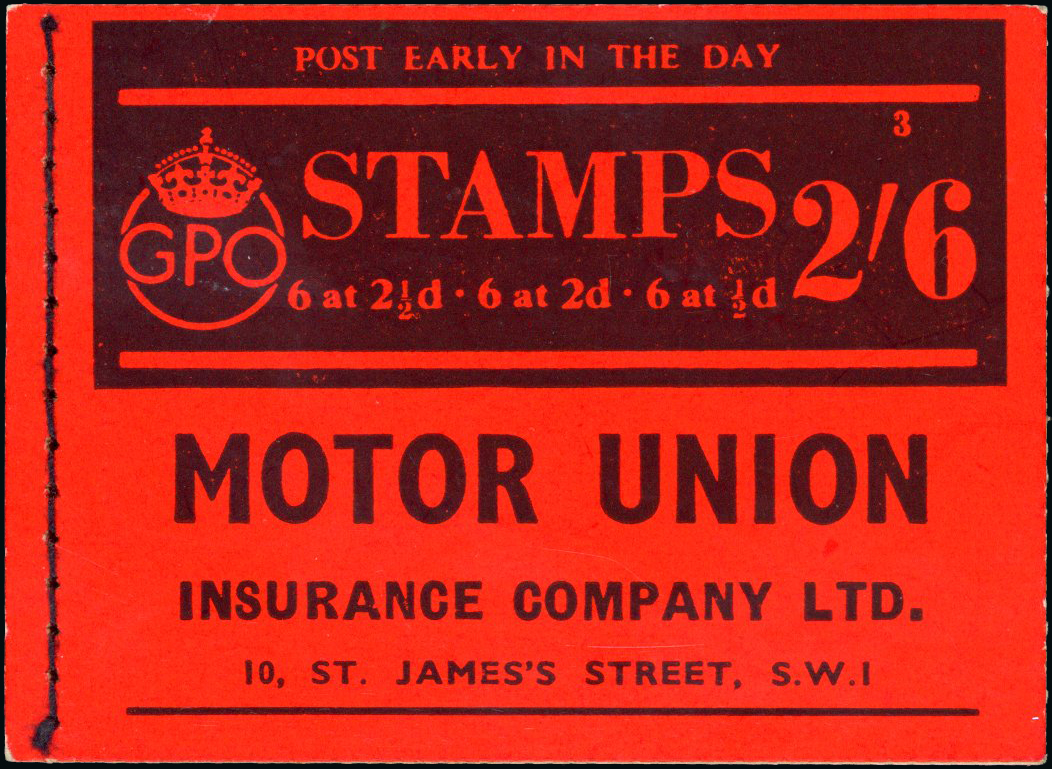 POST EARLY IN THE DAY
3
GPO
STAMPS 2/6
6 at 2½d · 6 at 2d · 6 at ½d
MOTOR UNION
INSURANCE COMPANY LTD.
10, ST. JAMES'S STREET, S.W.1